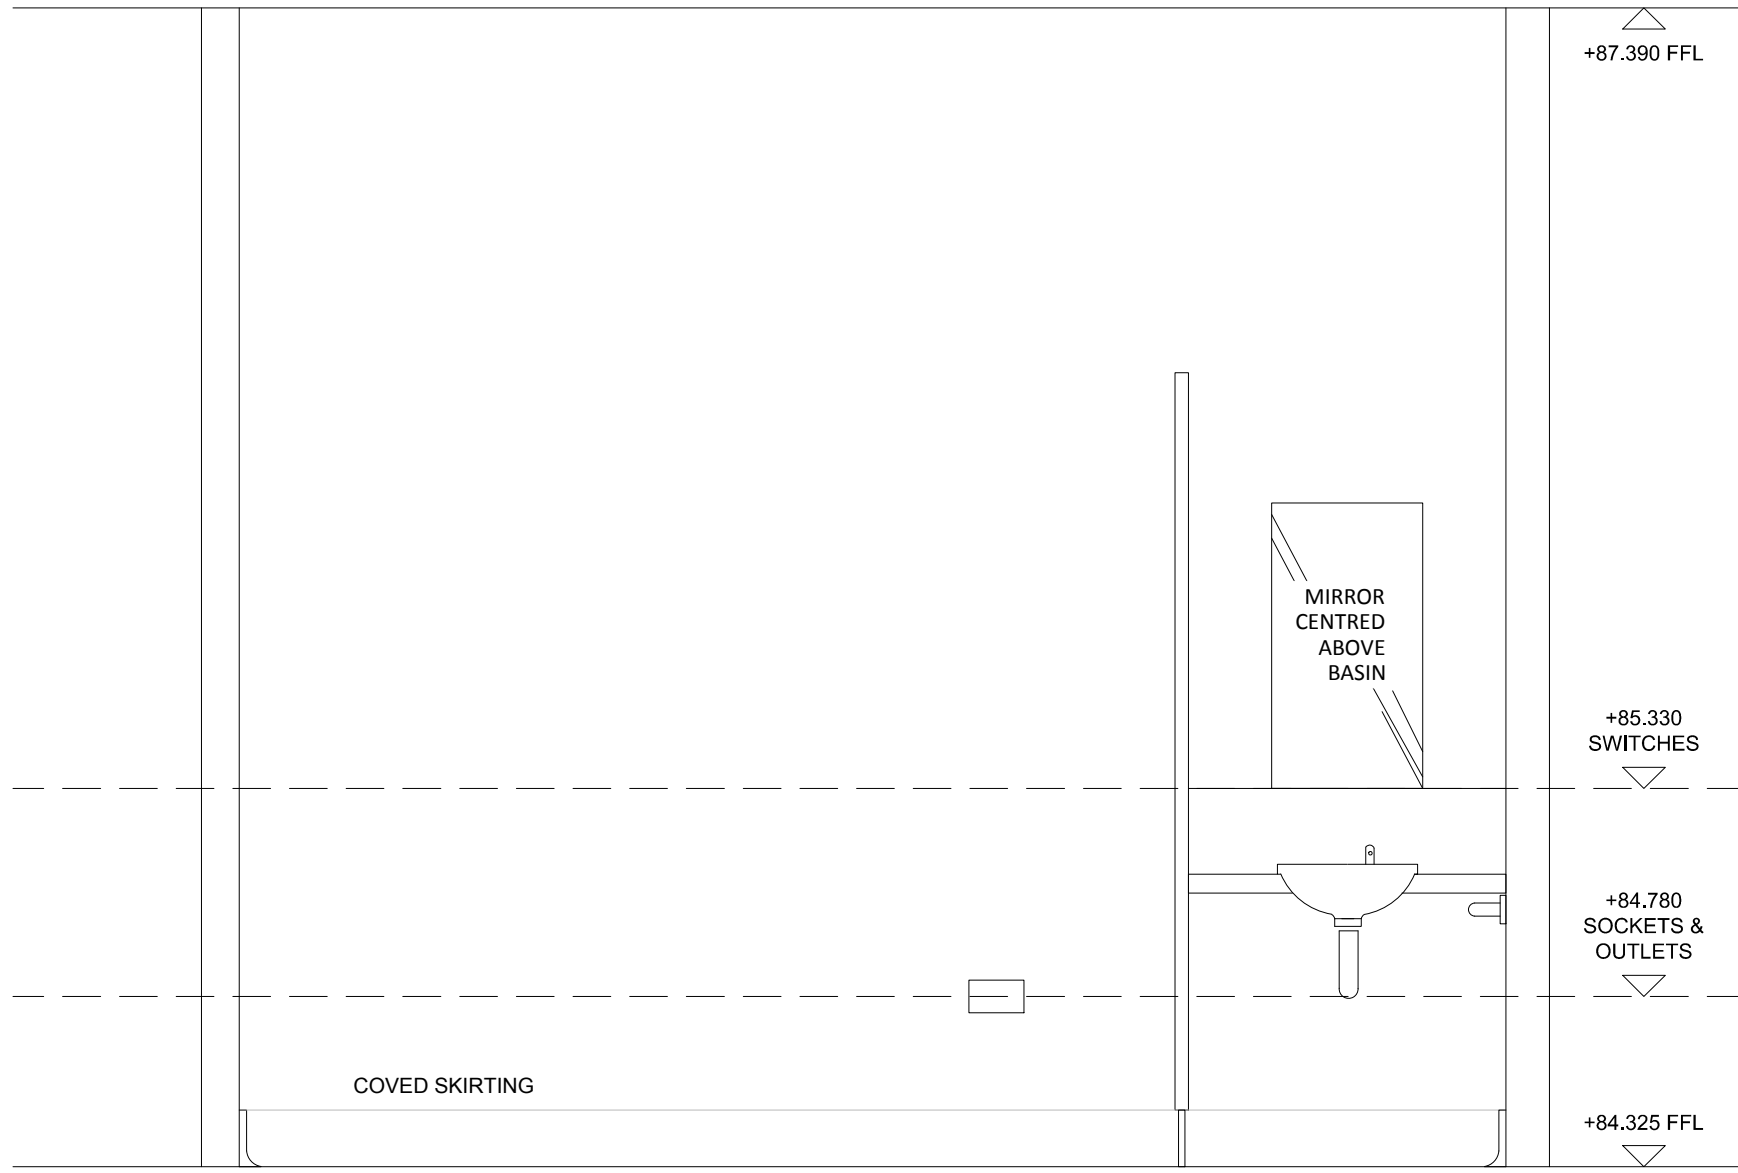 +87.390 FFL
MIRROR
CENTRED
ABOVE
BASIN
+85.330
SWITCHES
+84.780
SOCKETS &
OUTLETS
COVED SKIRTING
+84.325 FFL